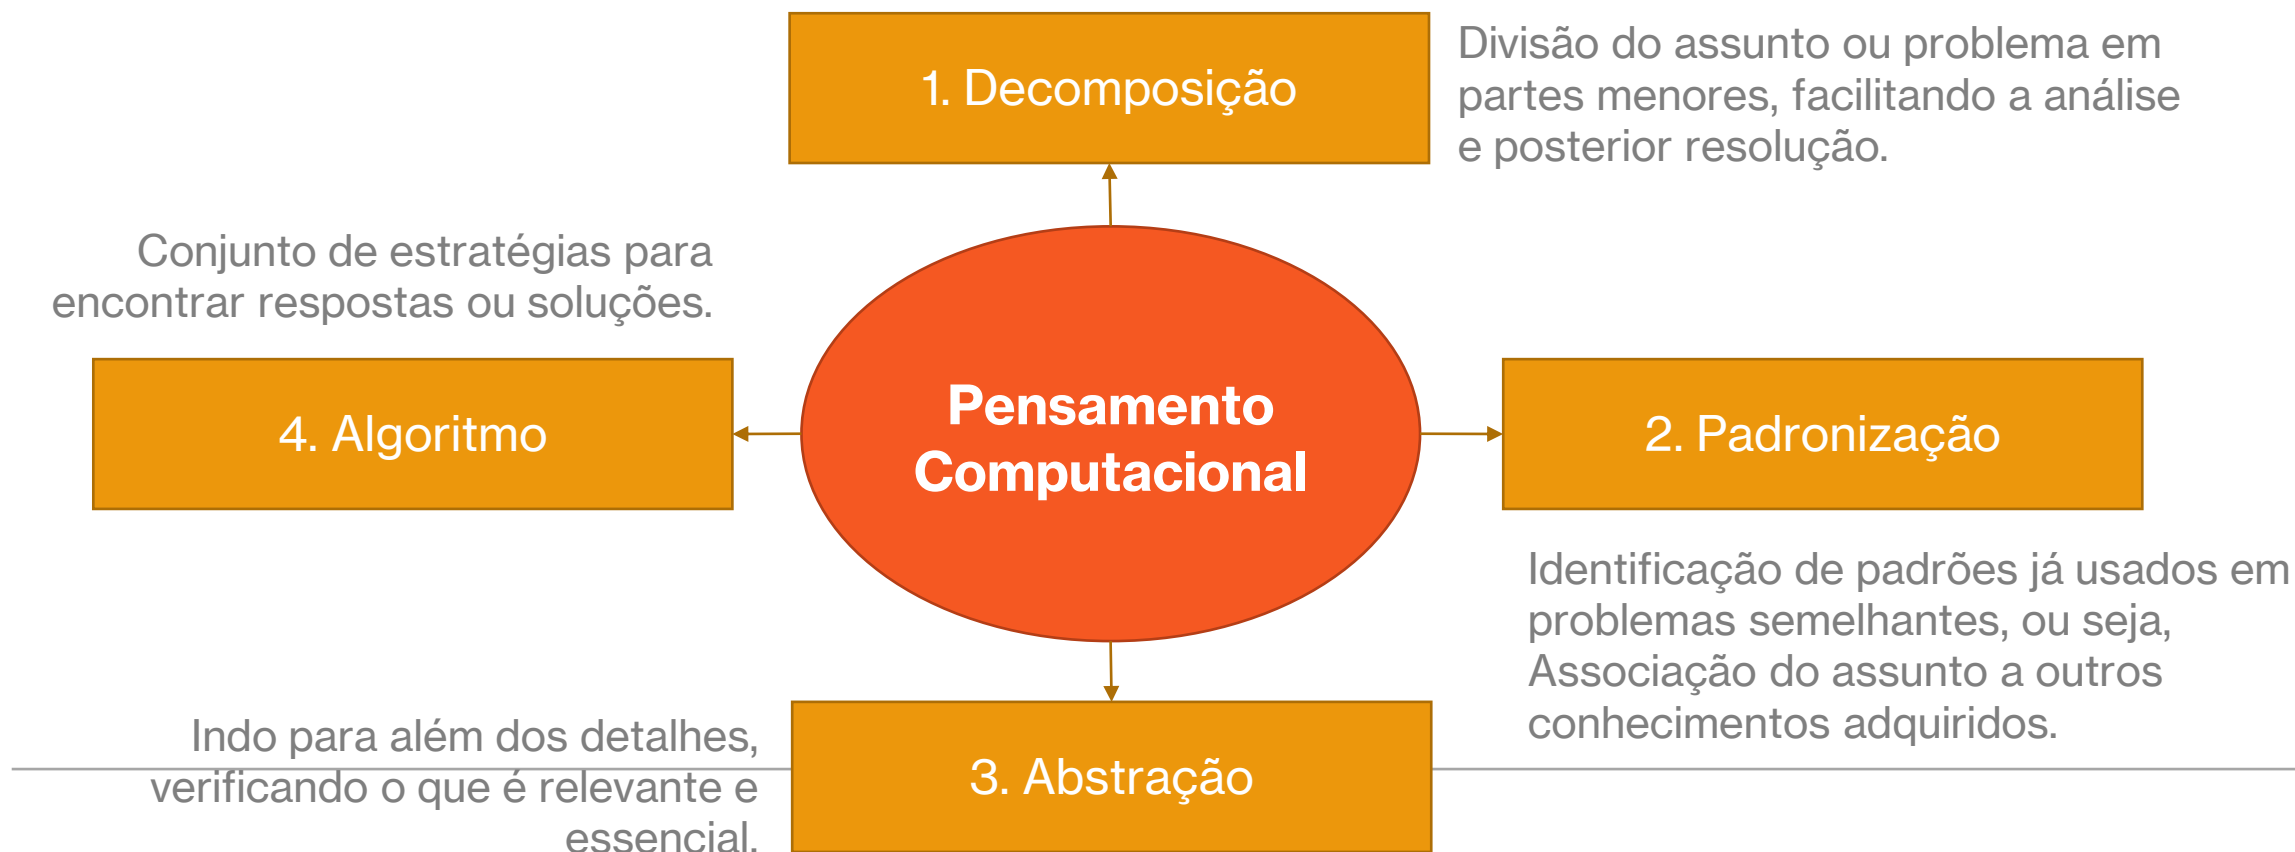 1. Decomposição
Divisão do assunto ou problema em
partes menores, facilitando a análise
e posterior resolução.
Conjunto de estratégias para
encontrar respostas ou soluções.
4. Algoritmo
Pensamento
Computacional
2. Padronização
Identificação de padrões já usados em
problemas semelhantes, ou seja,
Associação do assunto a outros
conhecimentos adquiridos.
Indo para além dos detalhes,
verificando o que é relevante e
essencial.
3. Abstração